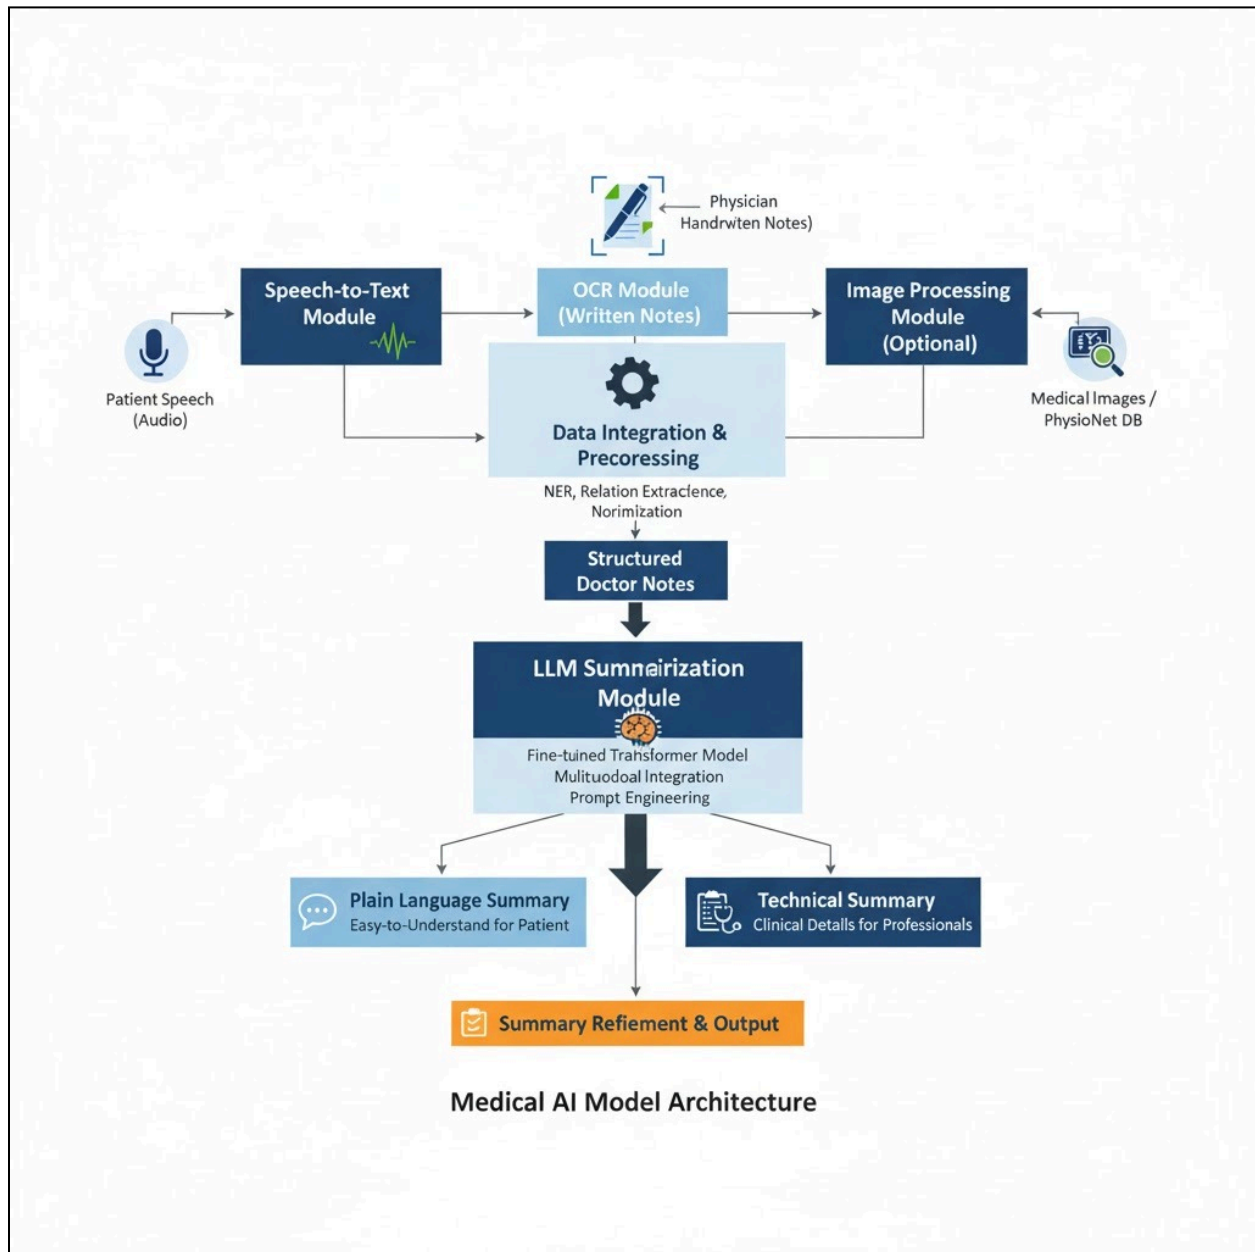 Physician
Handrwiten Notes)
Speech-to-Text
Module
OCR Module
(Written Notes)
Image Processing
Module
(Optional)
Patient Speech
(Audio)
Medical Images /
PhysioNet DB
Data Integration &
Precoressing
NER, Relation Extracfence,
Norimization
Structured
Doctor Notes
LLM Sumnairization
Module
Fine-tuined Transformer Model
Mulituodoal Integration
Prompt Engineering
Plain Language Summary
Easy-to-Understand for Patient
Technical Summary
Clinical Details for Professionals
Summary Refiement & Output
Medical AI Model Architecture